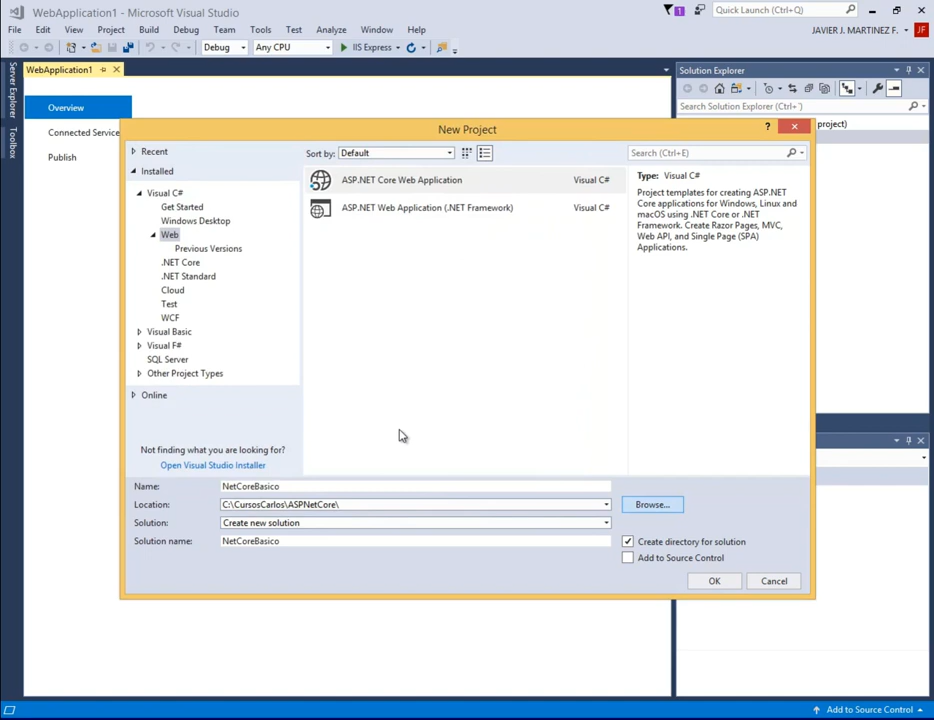 WebApplication1 - Microsoft Visual Studio
1
Quick Launch (Ctrl+Q)
File Edit View Project Build Debug Team Tools Test Analyze Window Help
JAVIER J. MARTINEZ F.
JF
Debug
Any CPU
IIS Express
Server Explorer
Toolbox
WebApplication1
Overview
Connected Service
Publish
Solution Explorer
Search Solution Explorer (Ctrl+´)
project)
New Project
?
Recent
Installed
Visual C#
Get Started
Windows Desktop
Web
Previous Versions
.NET Core
.NET Standard
Cloud
Test
WCF
Visual Basic
Visual F#
SQL Server
Other Project Types
Online
Not finding what you are looking for?
Open Visual Studio Installer
Sort by: Default
ASP.NET Core Web Application Visual C#
ASP.NET Web Application (.NET Framework) Visual C#
Search (Ctrl+E)
Type: Visual C#
Project templates for creating ASP.NET
Core applications for Windows, Linux and
macOS using .NET Core or .NET
Framework. Create Razor Pages, MVC,
Web API, and Single Page (SPA)
Applications.
Name: NetCoreBasico
Location: C:\CursosCarlos\ASPNetCore\
Browse...
Solution: Create new solution
Solution name: NetCoreBasico
Create directory for solution
Add to Source Control
OK
Cancel
Add to Source Control